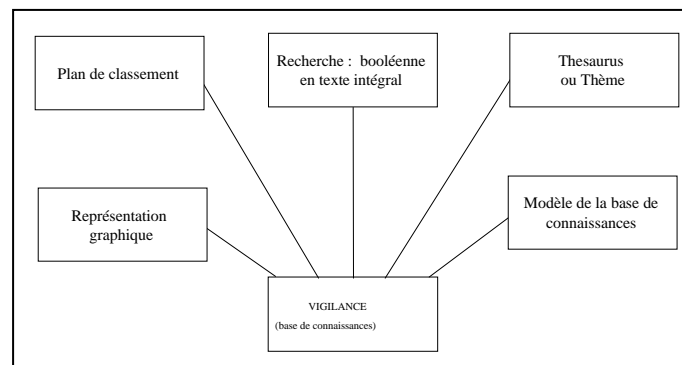 Plan de classement
Recherche : booléenne
en texte intégral
Thesaurus
ou Thème
Représentation
graphique
Modèle de la base de
connaissances
VIGILANCE
(base de connaissances)